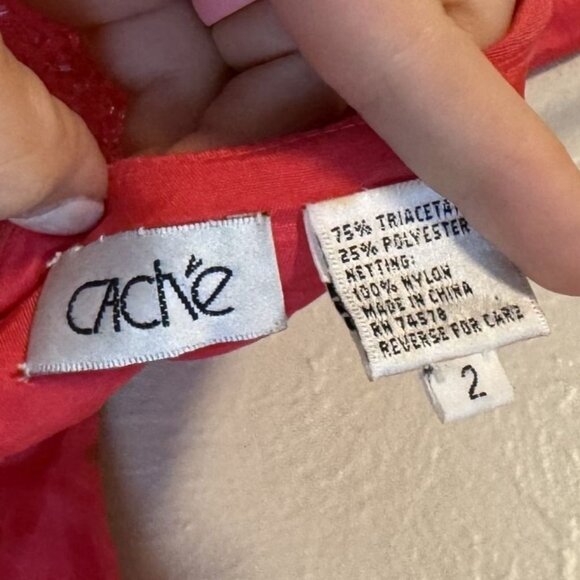 caché
75% TRIACETA
25% POLYESTER
NETTING:
100% NYLON
MADE IN CHINA
RN 74578
REVERSE FOR CARE
2